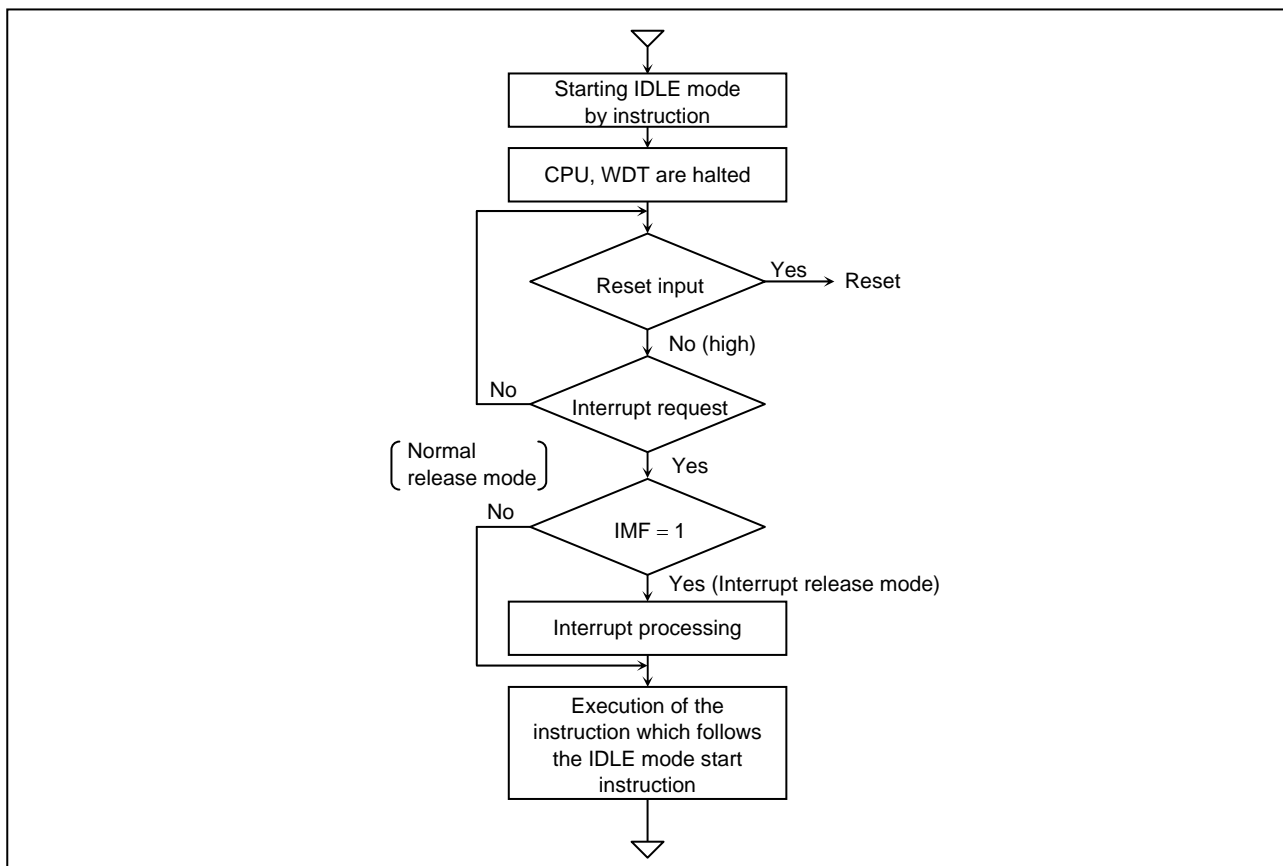 Starting IDLE mode
by instruction
CPU, WDT are halted
Reset input
Yes
Reset
No (high)
No
Interrupt request
Normal
release mode
Yes
No
IMF = 1
Yes (Interrupt release mode)
Interrupt processing
Execution of the
instruction which follows
the IDLE mode start
instruction